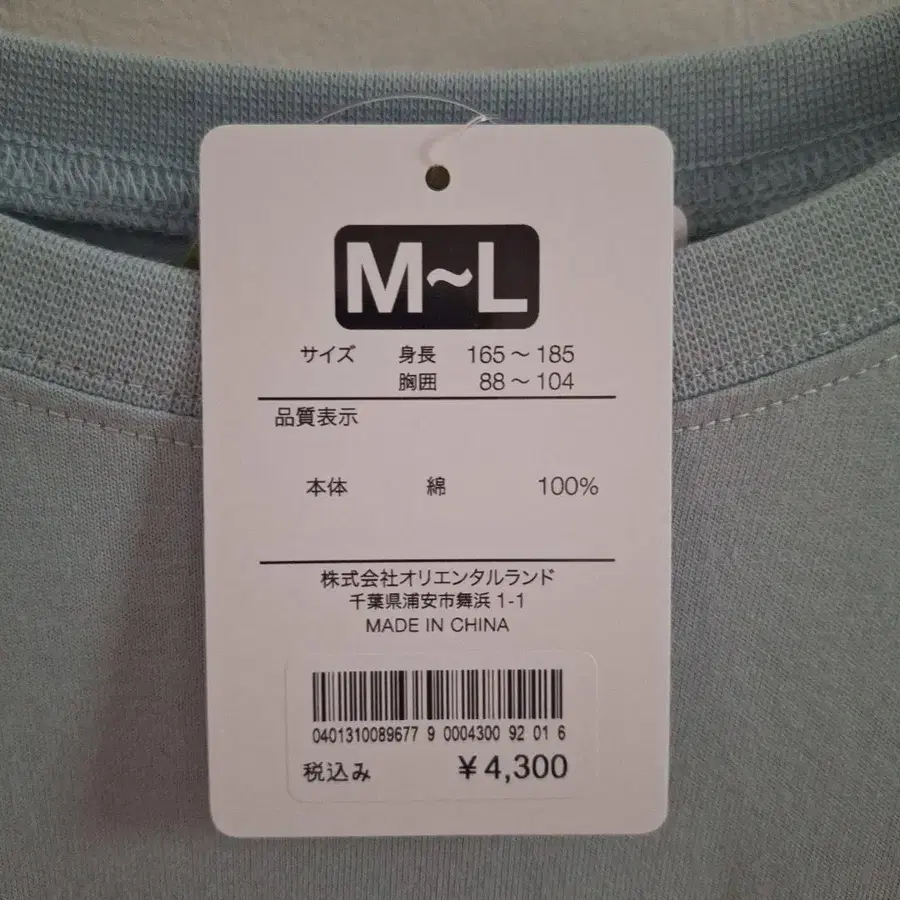 M~L
サイズ 身長 165～185
胸囲 88～104
品質表示
本体 綿 100%
株式会社オリエンタルランド
千葉県浦安市舞浜 1-1
MADE IN CHINA
0401310089677 9 0004300 92 01 6
税込み ¥4,300